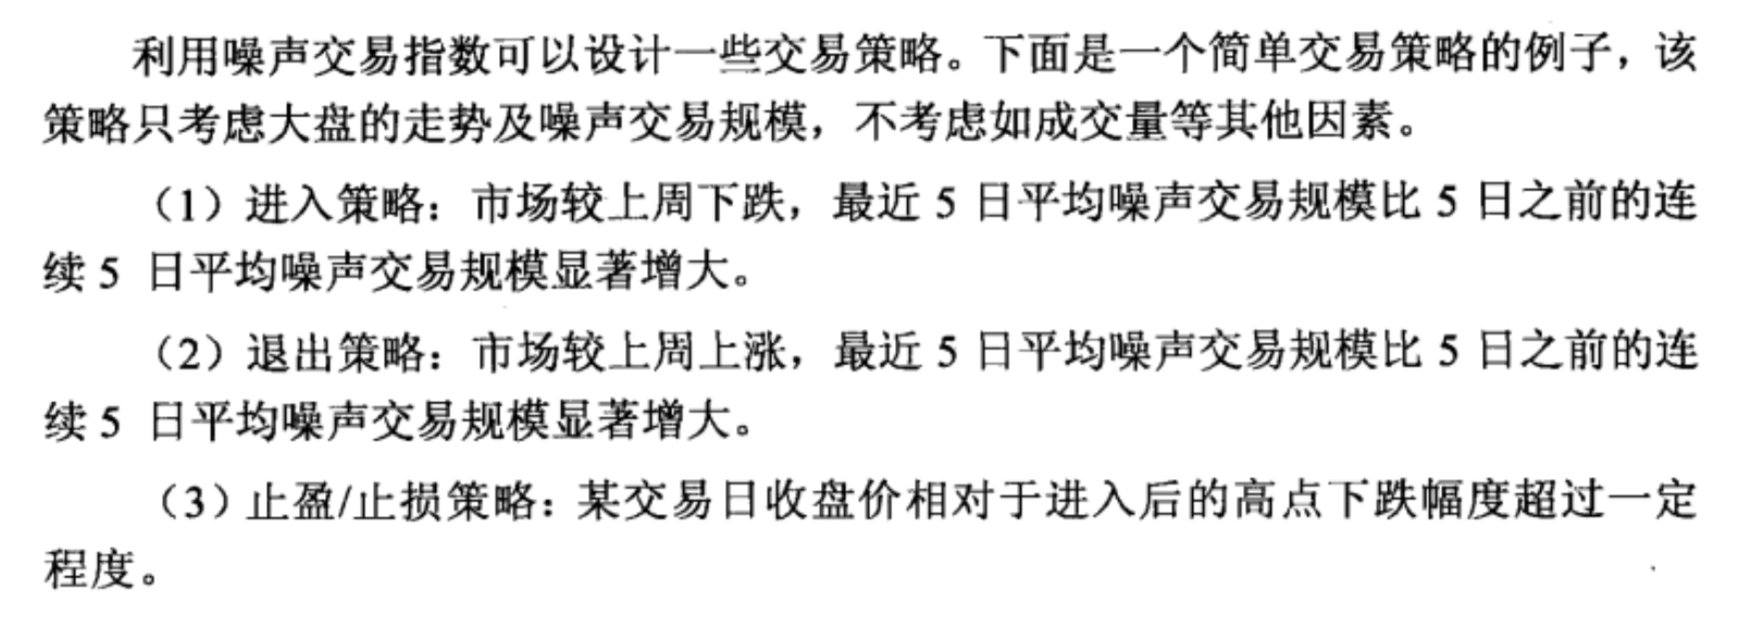 利用噪声交易指数可以设计一些交易策略。下面是一个简单交易策略的例子，该
策略只考虑大盘的走势及噪声交易规模，不考虑如成交量等其他因素。
（1）进入策略：市场较上周下跌，最近 5 日平均噪声交易规模比 5 日之前的连
续 5 日平均噪声交易规模显著增大。
（2）退出策略：市场较上周上涨，最近 5 日平均噪声交易规模比 5 日之前的连
续 5 日平均噪声交易规模显著增大。
（3）止盈/止损策略：某交易日收盘价相对于进入后的高点下跌幅度超过一定
程度。